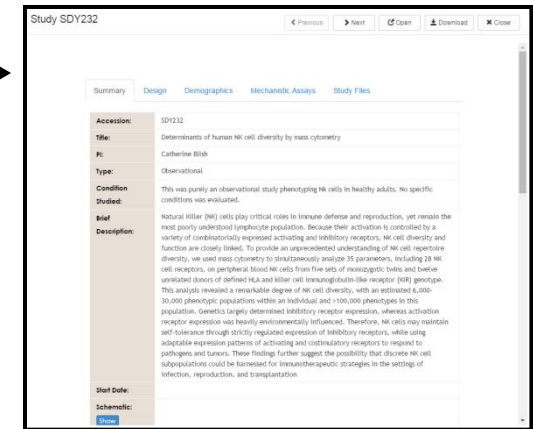 Study SDY232
Previous Next Open Download Close
Summary Design Demographics Mechanistic Assays Study Files
Accession: SDY232
Title: Determinants of human NK cell diversity by mass cytometry
PI: Catherine Blish
Type: Observational
Condition Studied: This was purely an observational study phenotyping Nk cells in healthy adults. No specific
conditions was evaluated.
Brief Description: Natural Killer (NK) cells play critical roles in immune defense and reproduction, yet remain the
most poorly understood lymphocyte population. Because their activation is controlled by a
variety of combinatorially expressed activating and inhibitory receptors, NK cell diversity and
function are closely linked. To provide an unprecedented understanding of NK cell repertoire
diversity, we used mass cytometry to simultaneously analyze 35 parameters, including 28 NK
cell receptors, on peripheral blood NK cells from five sets of monozygotic twins and twelve
unrelated donors of defined HLA and killer cell immunoglobulin-like receptor (KIR) genotype.
This analysis revealed a remarkable degree of NK cell diversity, with an estimated 6,000-
30,000 phenotypic populations within an individual and >100,000 phenotypes in this
population. Genetics largely determined inhibitory receptor expression, whereas activation
receptor expression was heavily environmentally influenced. Therefore, NK cells may maintain
self-tolerance through strictly regulated expression of inhibitory receptors, while using
adaptable expression patterns of activating and costimulatory receptors to respond to
pathogens and tumors. These findings further suggest the possibility that discrete NK cell
subpopulations could be harnessed for immunotherapeutic strategies in the settings of
infection, reproduction, and transplantation
Start Date:
Schematic:
Show